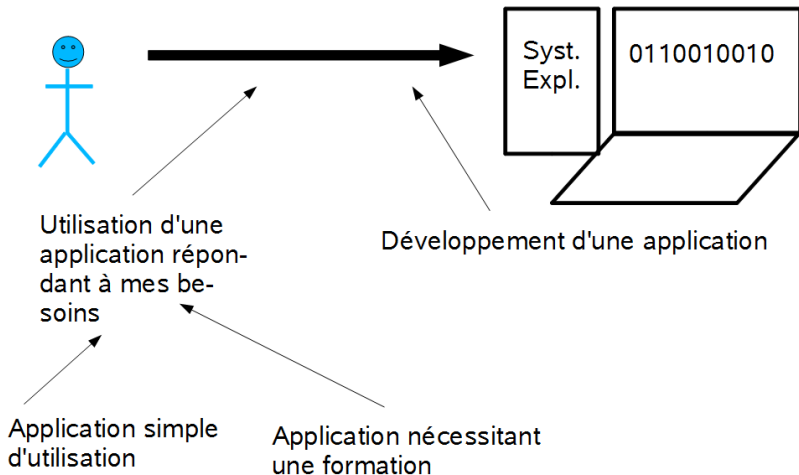 Syst.
Expl.
0110010010
Utilisation d'une
application répon-
dant à mes be-
soins
Développement d'une application
Application simple
d'utilisation
Application nécessitant
une formation